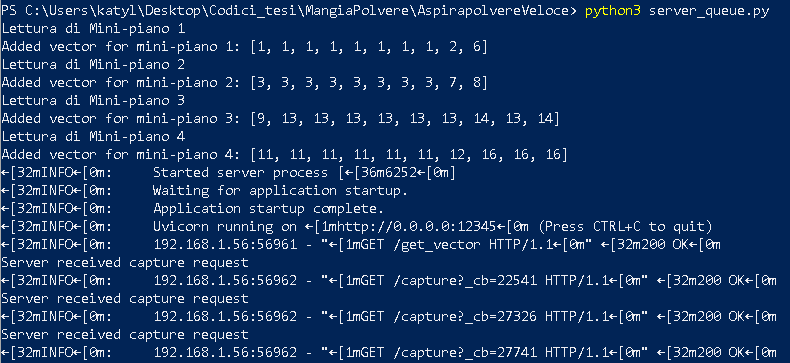 PS C:\Users\katyl\Desktop\Codici_tesi\MangiaPolvere\AspirapolvereVeloce> python3 server_queue.py
Lettura di Mini-piano 1
Added vector for mini-piano 1: [1, 1, 1, 1, 1, 1, 1, 1, 2, 6]
Lettura di Mini-piano 2
Added vector for mini-piano 2: [3, 3, 3, 3, 3, 3, 3, 3, 7, 8]
Lettura di Mini-piano 3
Added vector for mini-piano 3: [9, 13, 13, 13, 13, 13, 13, 14, 13, 14]
Lettura di Mini-piano 4
Added vector for mini-piano 4: [11, 11, 11, 11, 11, 11, 12, 16, 16, 16]
←[32mINFO←[0m:     Started server process [←[36m6252←[0m]
←[32mINFO←[0m:     Waiting for application startup.
←[32mINFO←[0m:     Application startup complete.
←[32mINFO←[0m:     Uvicorn running on ←[1mhttp://0.0.0.0:12345←[0m (Press CTRL+C to quit)
←[32mINFO←[0m:     192.168.1.56:56961 - "←[1mGET /get_vector HTTP/1.1←[0m" ←[32m200 OK←[0m
Server received capture request
←[32mINFO←[0m:     192.168.1.56:56962 - "←[1mGET /capture?_cb=22541 HTTP/1.1←[0m" ←[32m200 OK←[0m
Server received capture request
←[32mINFO←[0m:     192.168.1.56:56962 - "←[1mGET /capture?_cb=27326 HTTP/1.1←[0m" ←[32m200 OK←[0m
Server received capture request
←[32mINFO←[0m:     192.168.1.56:56962 - "←[1mGET /capture?_cb=27741 HTTP/1.1←[0m" ←[32m200 OK←[0m